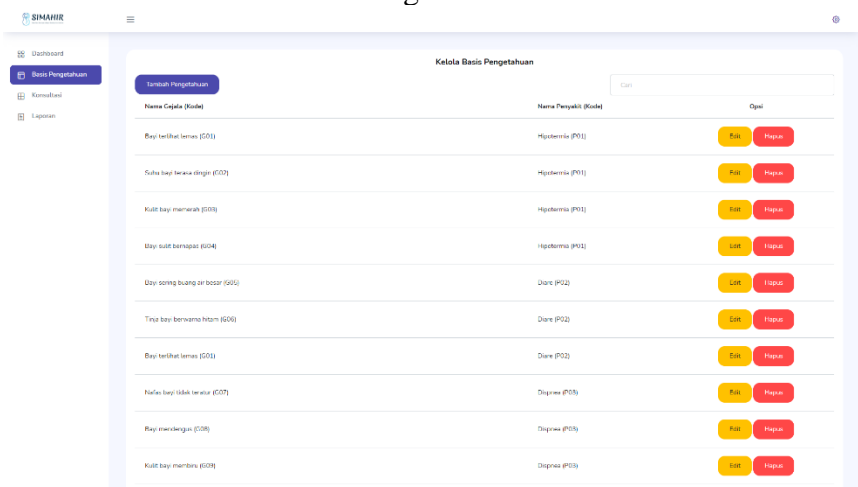 SIMAHIR
Dashboard
Basis Pengetahuan
Konsultasi
Laporan
Kelola Basis Pengetahuan
Tambah Pengetahuan
Cari
Nama Gejala (Kode) Nama Penyakit (Kode) Opsi
Bayi terlihat lemas (G01) Hipotermia (P01) Edit Hapus
Suhu bayi terasa dingin (G02) Hipotermia (P01) Edit Hapus
Kulit bayi memerah (G03) Hipotermia (P01) Edit Hapus
Bayi sulit bernapas (G04) Hipotermia (P01) Edit Hapus
Bayi sering buang air besar (G05) Diare (P02) Edit Hapus
Tinja bayi berwarna hitam (G06) Diare (P02) Edit Hapus
Bayi terlihat lemas (G01) Diare (P02) Edit Hapus
Nafas bayi tidak teratur (G07) Dispnea (P03) Edit Hapus
Bayi mendengus (G08) Dispnea (P03) Edit Hapus
Kulit bayi membiru (G09) Dispnea (P03) Edit Hapus